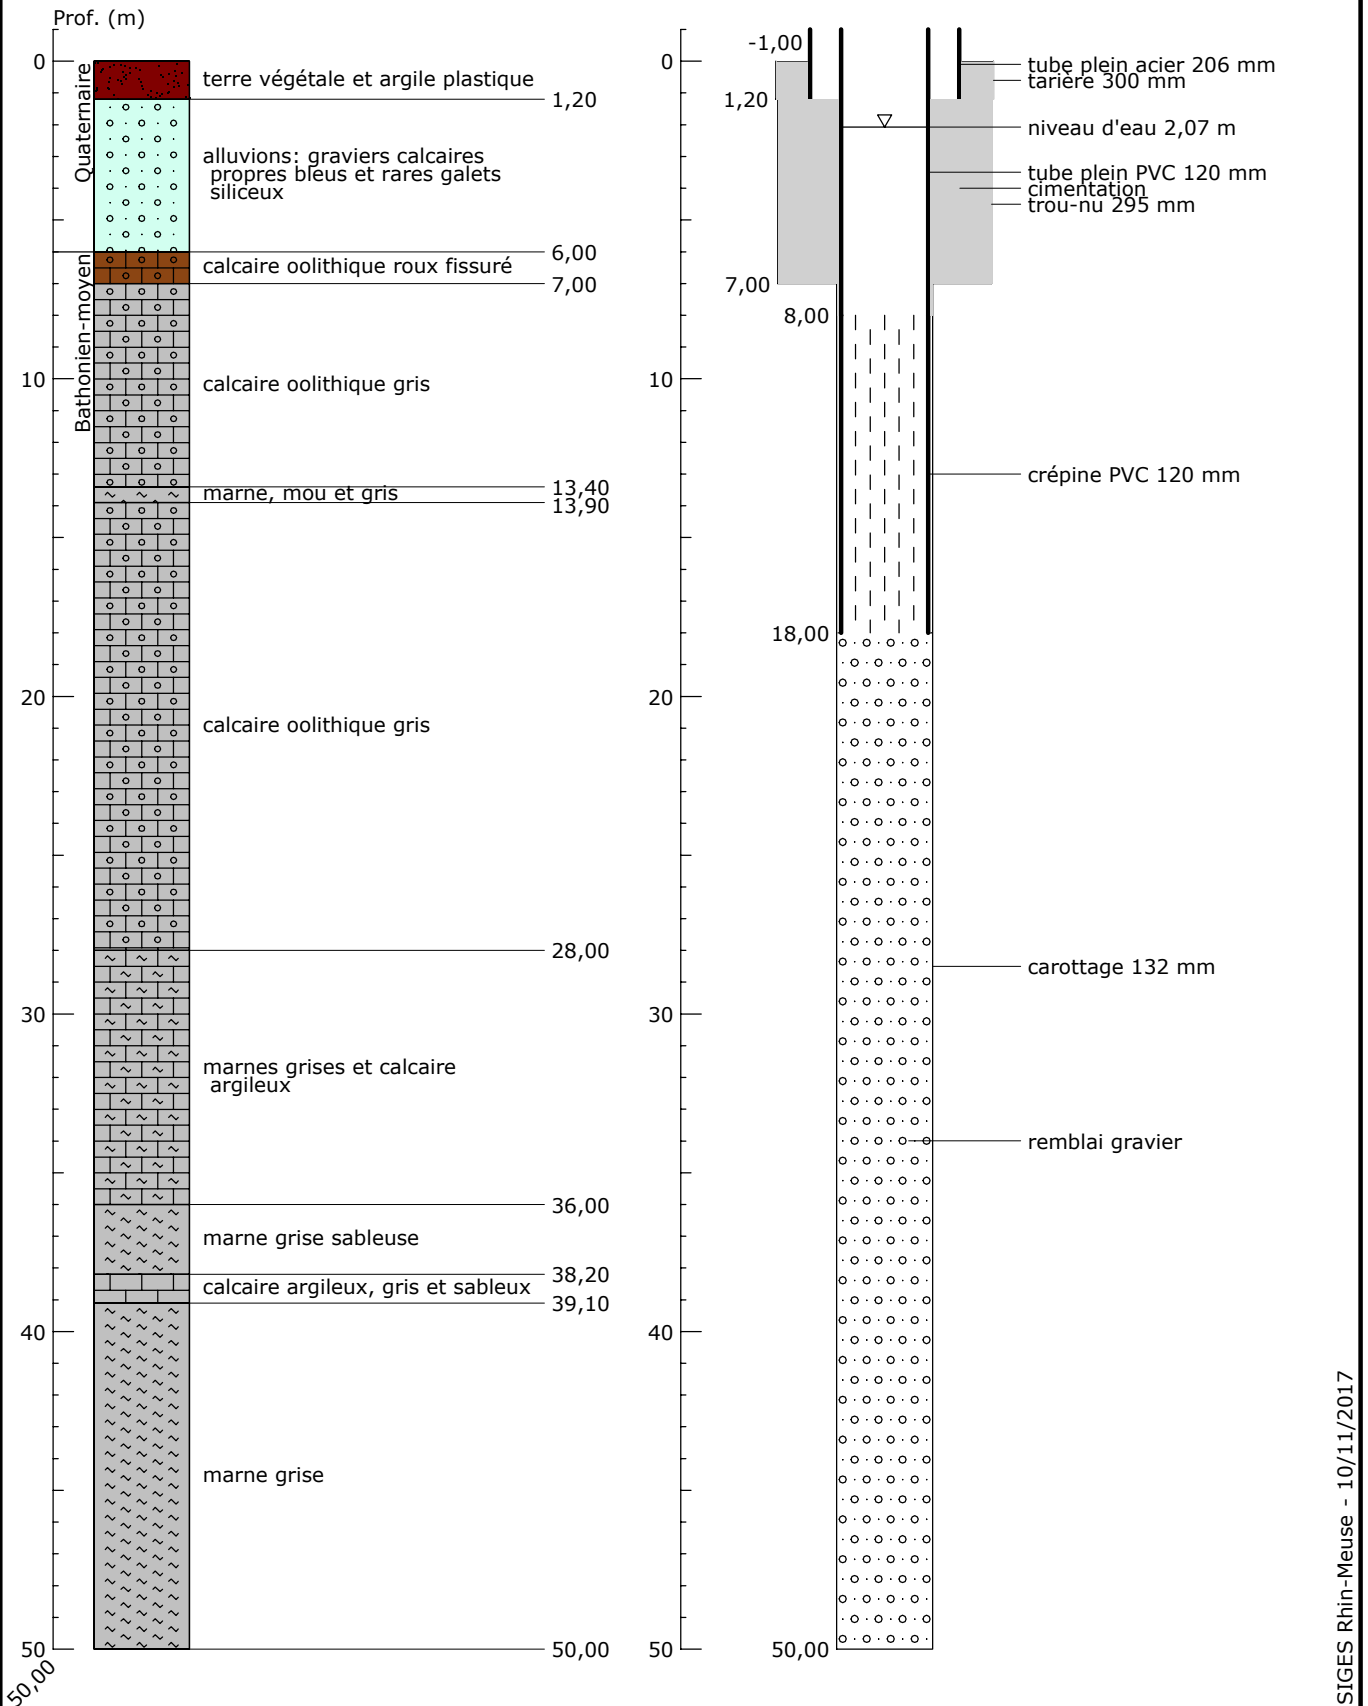 Prof. (m)
0
10
20
30
40
50
50,00
Quaternaire
Bathonien-moyen
terre végétale et argile plastique
1,20
alluvions: graviers calcaires
propres bleus et rares galets
siliceux
6,00
calcaire oolithique roux fissuré
7,00
calcaire oolithique gris
13,40
marne, mou et gris
13,90
calcaire oolithique gris
28,00
marnes grises et calcaire
argileux
36,00
marne grise sableuse
38,20
calcaire argileux, gris et sableux
39,10
marne grise
50,00
0
10
20
30
40
50
-1,00
1,20
7,00
8,00
18,00
50,00
tube plein acier 206 mm
tarière 300 mm
niveau d'eau 2,07 m
tube plein PVC 120 mm
cimentation
trou-nu 295 mm
crépine PVC 120 mm
carottage 132 mm
remblai gravier
SIGES Rhin-Meuse - 10/11/2017